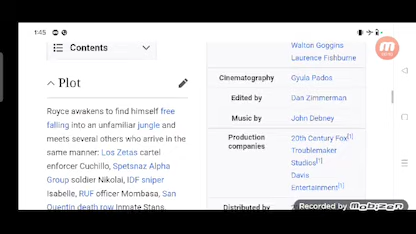 1:45
Contents
Plot
Royce awakens to find himself free
falling into an unfamiliar jungle and
meets several others who arrive in the
same manner: Los Zetas cartel
enforcer Cuchillo, Spetsnaz Alpha
Group soldier Nikolai, IDF sniper
Isabelle, RUF officer Mombasa, San
Quentin death row inmate Stans,
Walton Goggins
Laurence Fishburne
Cinematography Gyula Pados
Edited by Dan Zimmerman
Music by John Debney
Production companies 20th Century Fox[1]
Troublemaker
Studios[1]
Davis
Entertainment[1]
Distributed by
Recorded by mobizen